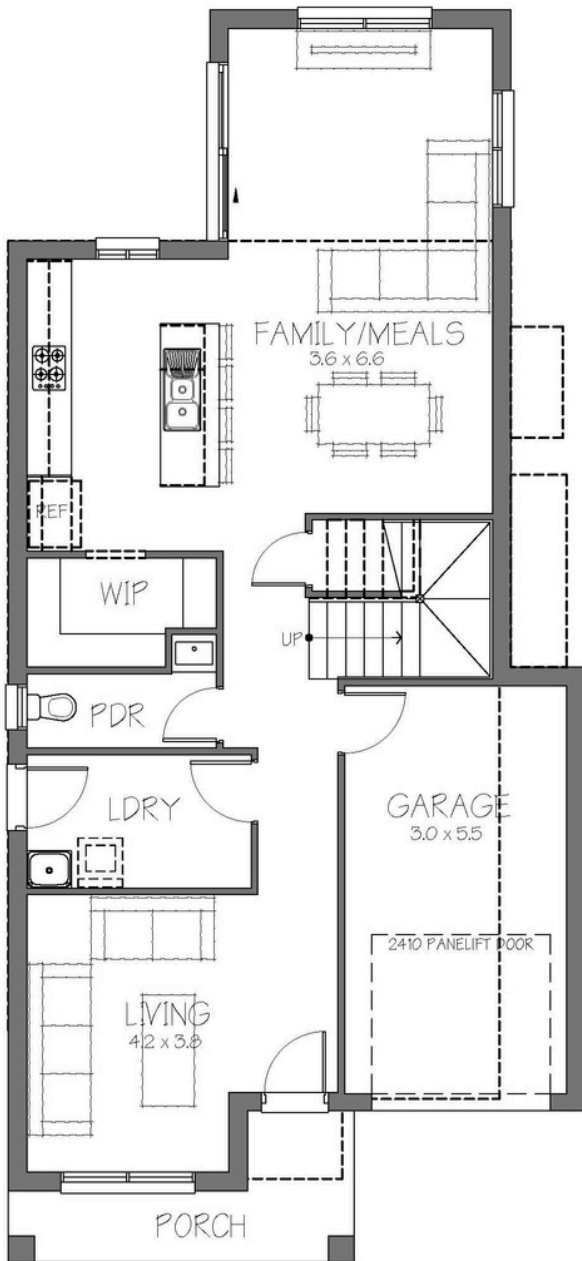 FAMILY/MEALS
3.6 x 6.6
REF
WIP
UP
PDR
LDRY
GARAGE
3.0 x 5.5
2410 PANELIFT DOOR
LIVING
4.2 x 3.8
PORCH